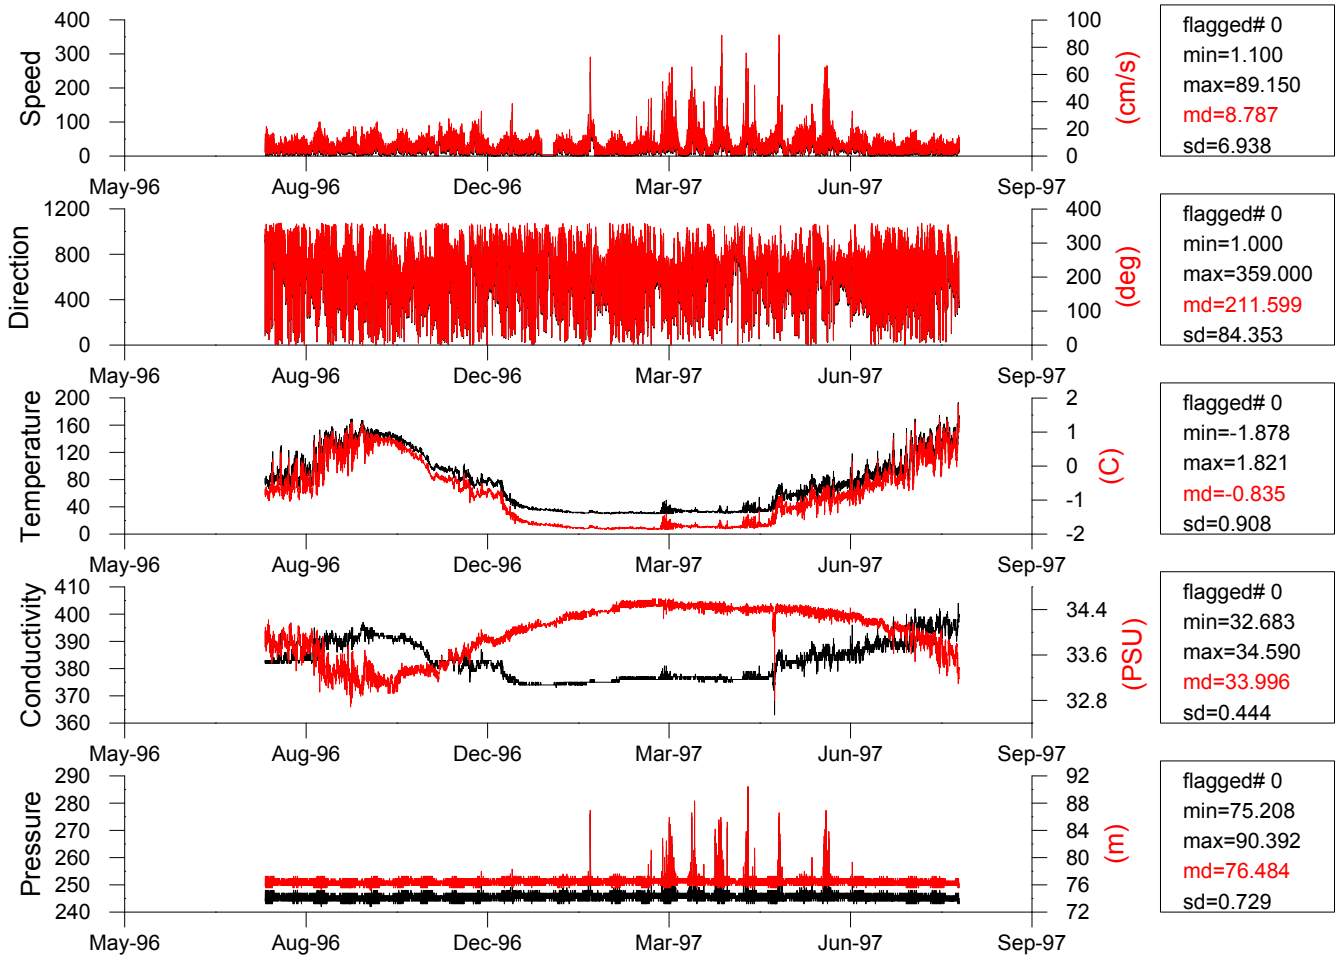 Speed
400
300
200
100
0
100
80
60
40
20
0
(cm/s)
May-96 Aug-96 Dec-96 Mar-97 Jun-97 Sep-97
flagged# 0
min=1.100
max=89.150
md=8.787
sd=6.938
Direction
1200
800
400
0
400
300
200
100
0
(deg)
May-96 Aug-96 Dec-96 Mar-97 Jun-97 Sep-97
flagged# 0
min=1.000
max=359.000
md=211.599
sd=84.353
Temperature
200
160
120
80
40
0
2
1
0
-1
-2
(C)
May-96 Aug-96 Dec-96 Mar-97 Jun-97 Sep-97
flagged# 0
min=-1.878
max=1.821
md=-0.835
sd=0.908
Conductivity
410
400
390
380
370
360
34.4
33.6
32.8
(PSU)
May-96 Aug-96 Dec-96 Mar-97 Jun-97 Sep-97
flagged# 0
min=32.683
max=34.590
md=33.996
sd=0.444
Pressure
290
280
270
260
250
240
92
88
84
80
76
72
(m)
May-96 Aug-96 Dec-96 Mar-97 Jun-97 Sep-97
flagged# 0
min=75.208
max=90.392
md=76.484
sd=0.729